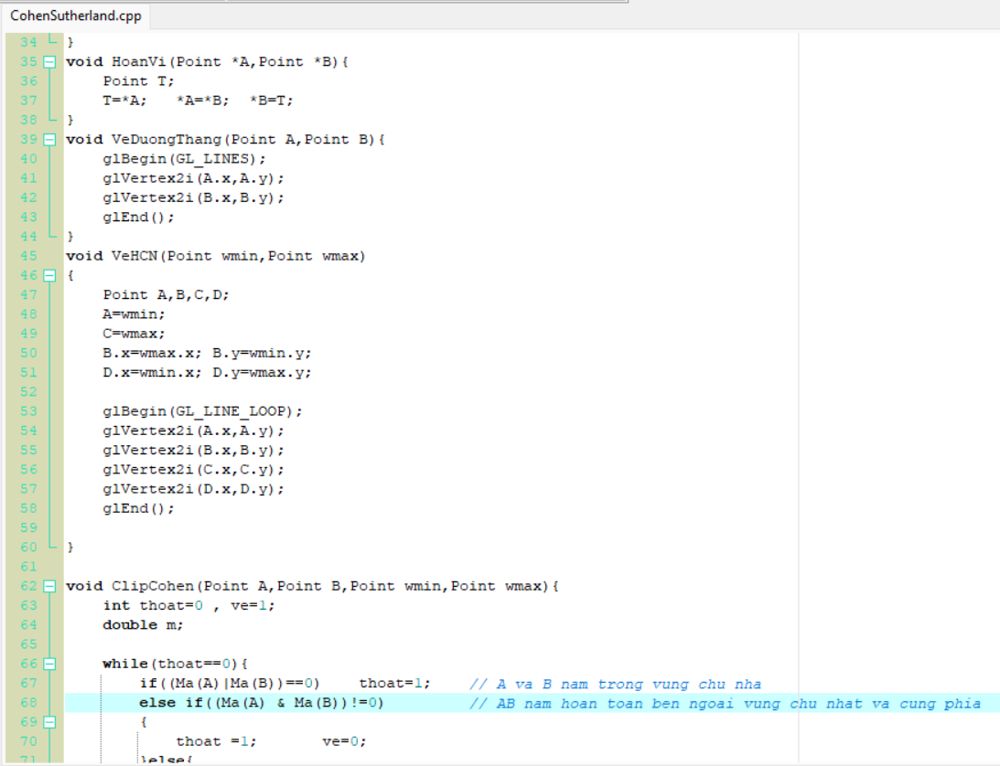 CohenSutherland.cpp
34 }
35 void HoanVi(Point *A,Point *B){
36 Point T;
37 T=*A; *A=*B; *B=T;
38 }
39 void VeDuongThang(Point A,Point B){
40 glBegin(GL_LINES);
41 glVertex2i(A.x,A.y);
42 glVertex2i(B.x,B.y);
43 glEnd();
44 }
45 void VeHCN(Point wmin,Point wmax)
46 {
47 Point A,B,C,D;
48 A=wmin;
49 C=wmax;
50 B.x=wmax.x; B.y=wmin.y;
51 D.x=wmin.x; D.y=wmax.y;
52
53 glBegin(GL_LINE_LOOP);
54 glVertex2i(A.x,A.y);
55 glVertex2i(B.x,B.y);
56 glVertex2i(C.x,C.y);
57 glVertex2i(D.x,D.y);
58 glEnd();
59
60 }
61
62 void ClipCohen(Point A,Point B,Point wmin,Point wmax){
63 int thoat=0 , ve=1;
64 double m;
65
66 while(thoat==0){
67 if((Ma(A)|Ma(B))==0) thoat=1; // A va B nam trong vung chu nha
68 else if((Ma(A) & Ma(B))!=0) // AB nam hoan toan ben ngoai vung chu nhat va cung phia
69 {
70 thoat =1; ve=0;
71 }else{